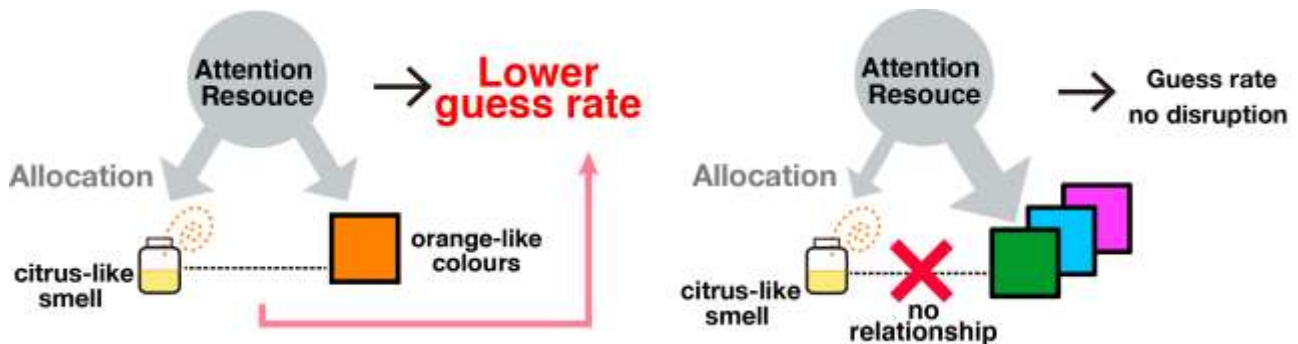 Attention
Resouce
Lower
guess rate
Allocation
citrus-like
smell
orange-like
colours
Attention
Resouce
Guess rate
no disruption
Allocation
citrus-like
smell
no
relationship